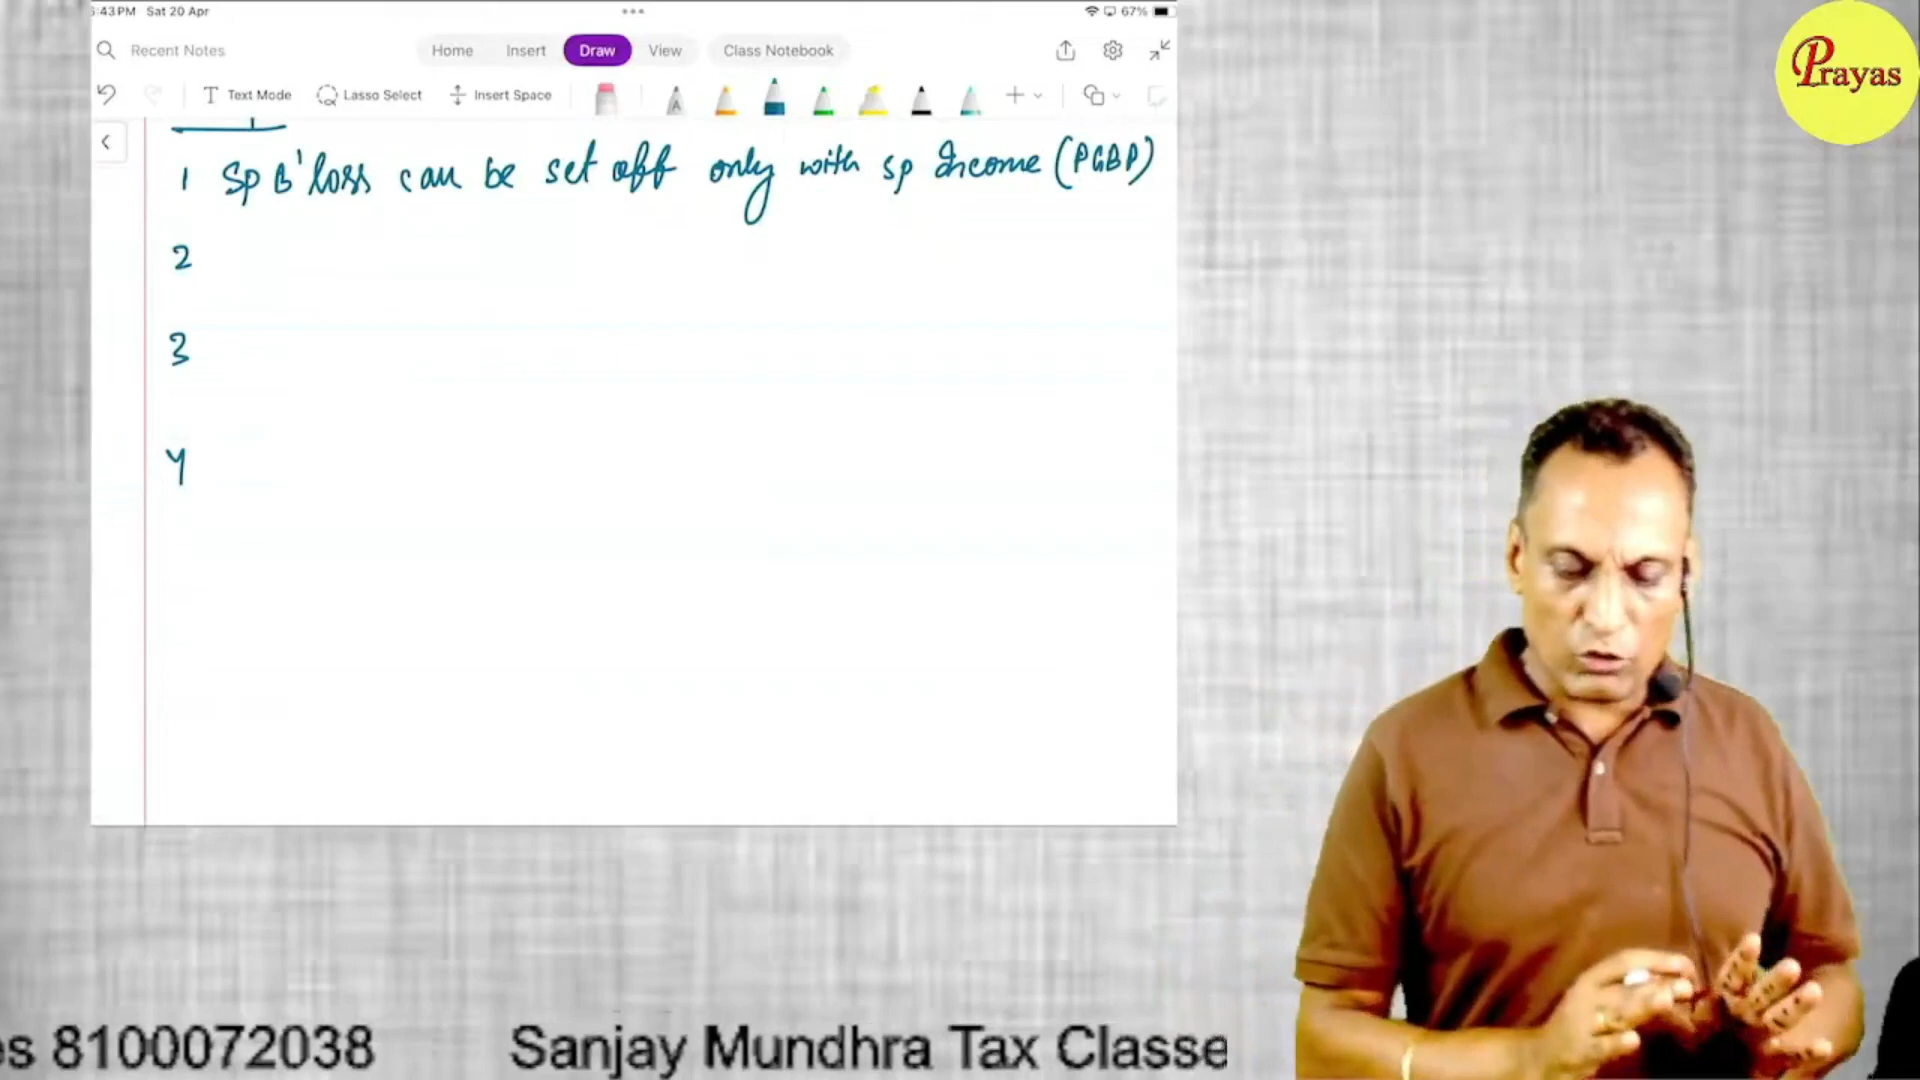 :43 PM Sat 20 Apr
67%
Prayas
Recent Notes
Home Insert Draw View Class Notebook
Text Mode Lasso Select Insert Space
1 Sp B' loss can be set off only with sp Income (PGBP)
2
3
4
es 8100072038 Sanjay Mundhra Tax Classe